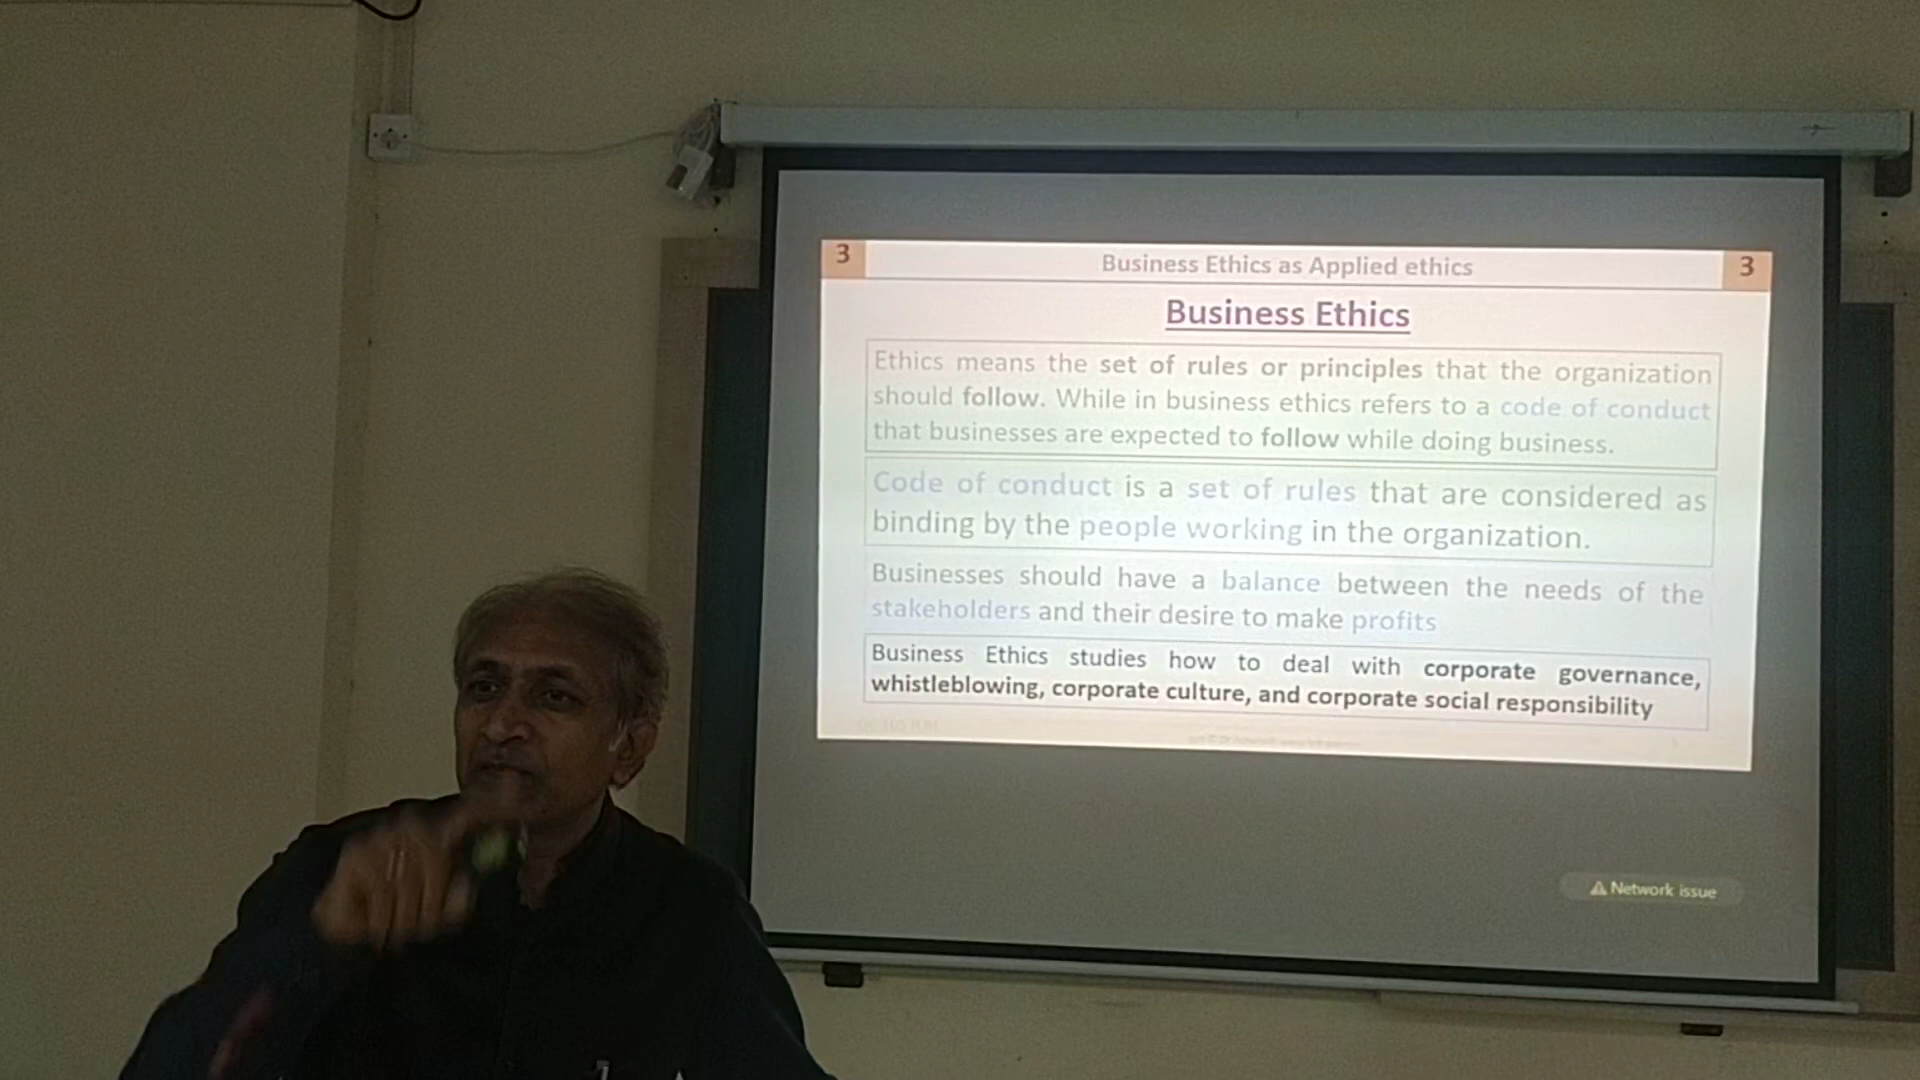 3 Business Ethics as Applied ethics 3
Business Ethics
Ethics means the set of rules or principles that the organization
should follow. While in business ethics refers to a code of conduct
that businesses are expected to follow while doing business.
Code of conduct is a set of rules that are considered as
binding by the people working in the organization.
Businesses should have a balance between the needs of the
stakeholders and their desire to make profits
Business Ethics studies how to deal with corporate governance,
whistleblowing, corporate culture, and corporate social responsibility
Network issue